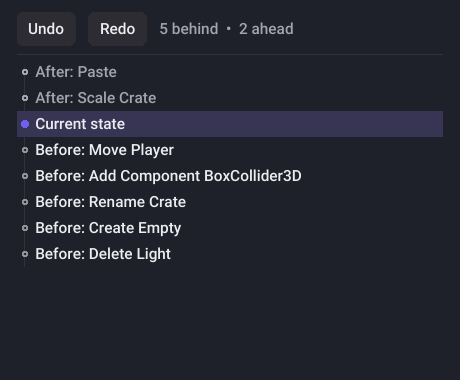 Undo Redo 5 behind • 2 ahead
After: Paste
After: Scale Crate
Current state
Before: Move Player
Before: Add Component BoxCollider3D
Before: Rename Crate
Before: Create Empty
Before: Delete Light